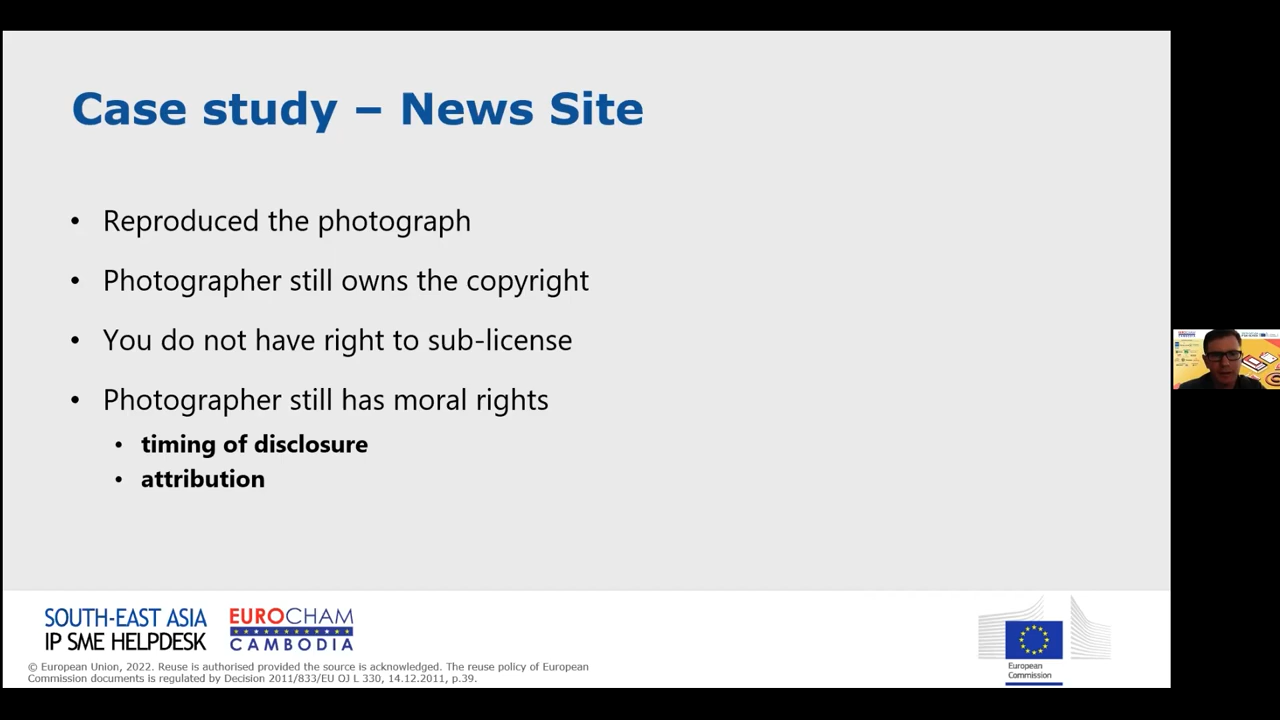 Case study – News Site
• Reproduced the photograph
• Photographer still owns the copyright
• You do not have right to sub-license
• Photographer still has moral rights
• timing of disclosure
• attribution
SOUTH-EAST ASIA
IP SME HELPDESK
EUROCHAM
CAMBODIA
© European Union, 2022. Reuse is authorised provided the source is acknowledged. The reuse policy of European
Commission documents is regulated by Decision 2011/833/EU OJ L 330, 14.12.2011, p.39.
European
Commission